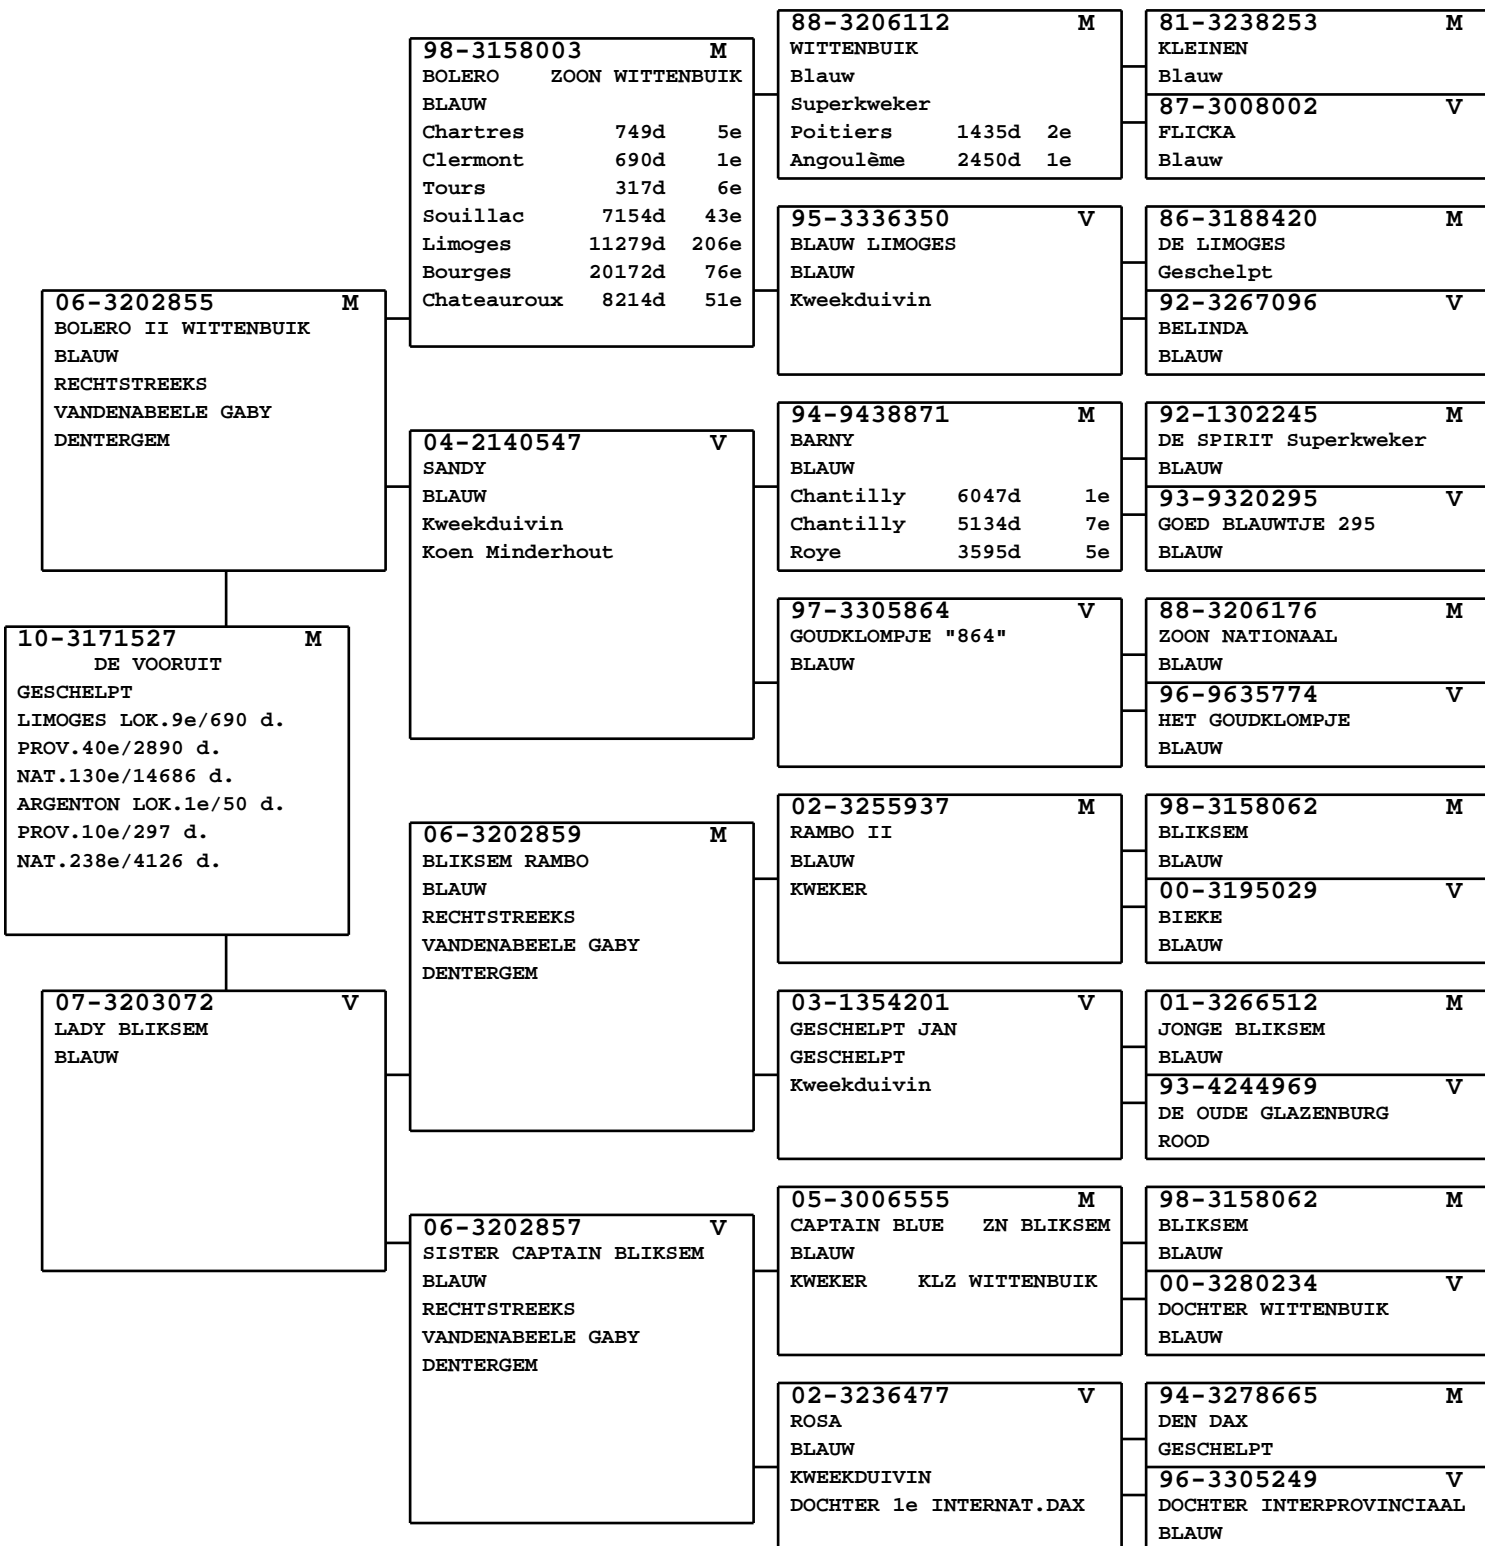 98-3158003 M
BOLERO ZOON WITTENBUIK
BLAUW
Chartres 749d 5e
Clermont 690d 1e
Tours 317d 6e
Souillac 7154d 43e
Limoges 11279d 206e
Bourges 20172d 76e
Chateauroux 8214d 51e
06-3202855 M
BOLERO II WITTENBUIK
BLAUW
RECHTSTREEKS
VANDENABEELE GABY
DENTERGEM
04-2140547 V
SANDY
BLAUW
Kweekduivin
Koen Minderhout
10-3171527 M
DE VOORUIT
GESCHELPT
LIMOGES LOK.9e/690 d.
PROV.40e/2890 d.
NAT.130e/14686 d.
ARGENTON LOK.1e/50 d.
PROV.10e/297 d.
NAT.238e/4126 d.
06-3202859 M
BLIKSEM RAMBO
BLAUW
RECHTSTREEKS
VANDENABEELE GABY
DENTERGEM
07-3203072 V
LADY BLIKSEM
BLAUW
06-3202857 V
SISTER CAPTAIN BLIKSEM
BLAUW
RECHTSTREEKS
VANDENABEELE GABY
DENTERGEM
88-3206112 M
WITTENBUIK
Blauw
Superkweker
Poitiers 1435d 2e
Angoulème 2450d 1e
95-3336350 V
BLAUW LIMOGES
BLAUW
Kweekduivin
94-9438871 M
BARNY
BLAUW
Chantilly 6047d 1e
Chantilly 5134d 7e
Roye 3595d 5e
97-3305864 V
GOUDKLOMPJE "864"
BLAUW
02-3255937 M
RAMBO II
BLAUW
KWEKER
03-1354201 V
GESCHELPT JAN
GESCHELPT
Kweekduivin
05-3006555 M
CAPTAIN BLUE ZN BLIKSEM
BLAUW
KWEKER KLZ WITTENBUIK
02-3236477 V
ROSA
BLAUW
KWEEKDUIVIN
DOCHTER 1e INTERNAT.DAX
81-3238253 M
KLEINEN
Blauw
87-3008002 V
FLICKA
Blauw
86-3188420 M
DE LIMOGES
Geschelpt
92-3267096 V
BELINDA
BLAUW
92-1302245 M
DE SPIRIT Superkweker
BLAUW
93-9320295 V
GOED BLAUWTJE 295
BLAUW
88-3206176 M
ZOON NATIONAAL
BLAUW
96-9635774 V
HET GOUDKLOMPJE
BLAUW
98-3158062 M
BLIKSEM
BLAUW
00-3195029 V
BIEKE
BLAUW
01-3266512 M
JONGE BLIKSEM
BLAUW
93-4244969 V
DE OUDE GLAZENBURG
ROOD
98-3158062 M
BLIKSEM
BLAUW
00-3280234 V
DOCHTER WITTENBUIK
BLAUW
94-3278665 M
DEN DAX
GESCHELPT
96-3305249 V
DOCHTER INTERPROVINCIAAL
BLAUW